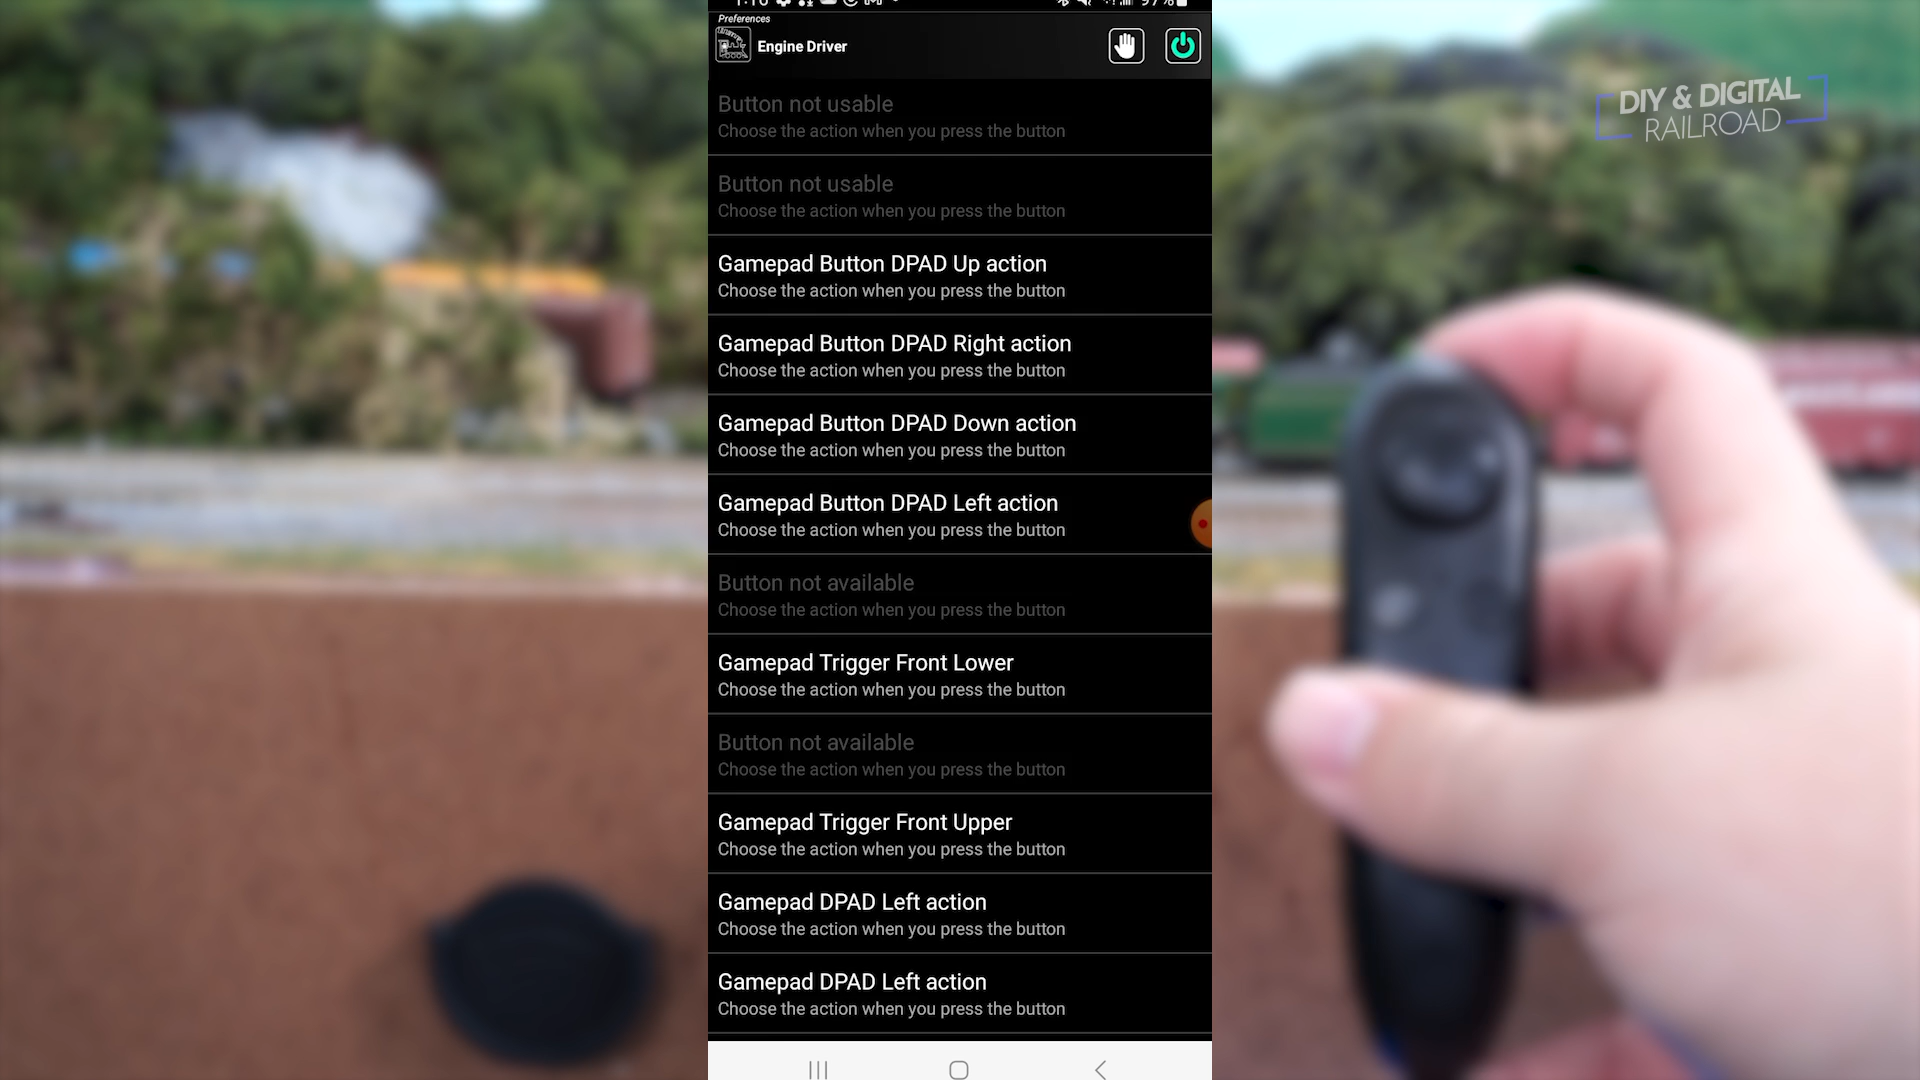 Preferences
Engine Driver
Button not usable
Choose the action when you press the button
Button not usable
Choose the action when you press the button
Gamepad Button DPAD Up action
Choose the action when you press the button
Gamepad Button DPAD Right action
Choose the action when you press the button
Gamepad Button DPAD Down action
Choose the action when you press the button
Gamepad Button DPAD Left action
Choose the action when you press the button
Button not available
Choose the action when you press the button
Gamepad Trigger Front Lower
Choose the action when you press the button
Button not available
Choose the action when you press the button
Gamepad Trigger Front Upper
Choose the action when you press the button
Gamepad DPAD Left action
Choose the action when you press the button
Gamepad DPAD Left action
Choose the action when you press the button
DIY & DIGITAL
RAILROAD